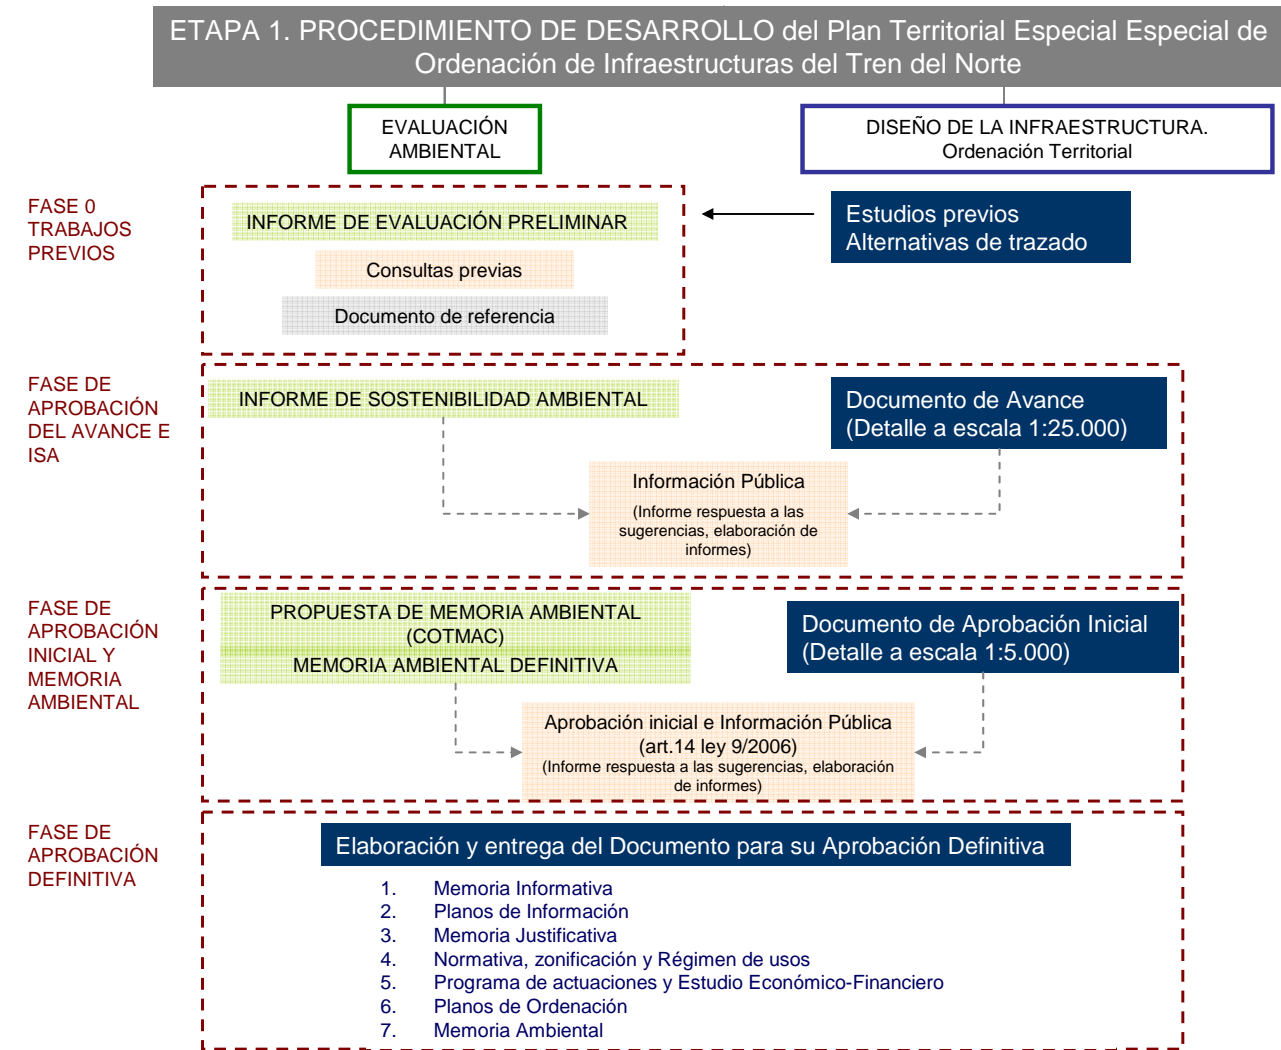 ETAPA 1. PROCEDIMIENTO DE DESARROLLO del Plan Territorial Especial Especial de
Ordenación de Infraestructuras del Tren del Norte
EVALUACIÓN
AMBIENTAL
DISEÑO DE LA INFRAESTRUCTURA.
Ordenación Territorial
FASE 0
TRABAJOS
PREVIOS
INFORME DE EVALUACIÓN PRELIMINAR
Consultas previas
Documento de referencia
Estudios previos
Alternativas de trazado
FASE DE
APROBACIÓN
DEL AVANCE E
ISA
INFORME DE SOSTENIBILIDAD AMBIENTAL
Documento de Avance
(Detalle a escala 1:25.000)
Información Pública
(Informe respuesta a las
sugerencias, elaboración de
informes)
FASE DE
APROBACIÓN
INICIAL Y
MEMORIA
AMBIENTAL
PROPUESTA DE MEMORIA AMBIENTAL
(COTMAC)
MEMORIA AMBIENTAL DEFINITIVA
Documento de Aprobación Inicial
(Detalle a escala 1:5.000)
Aprobación inicial e Información Pública
(art.14 ley 9/2006)
(Informe respuesta a las sugerencias, elaboración
de informes)
FASE DE
APROBACIÓN
DEFINITIVA
Elaboración y entrega del Documento para su Aprobación Definitiva
1. Memoria Informativa
2. Planos de Información
3. Memoria Justificativa
4. Normativa, zonificación y Régimen de usos
5. Programa de actuaciones y Estudio Económico-Financiero
6. Planos de Ordenación
7. Memoria Ambiental